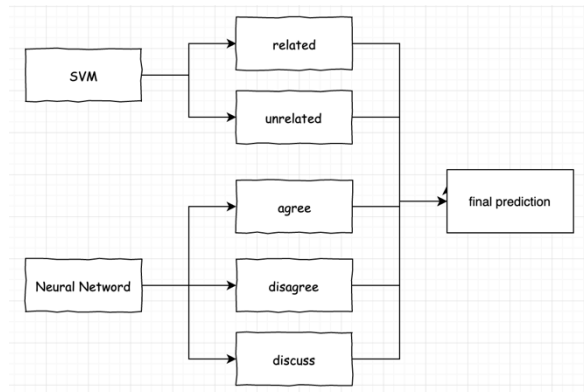 SVM
related
unrelated
agree
final prediction
Neural Netword
disagree
discuss